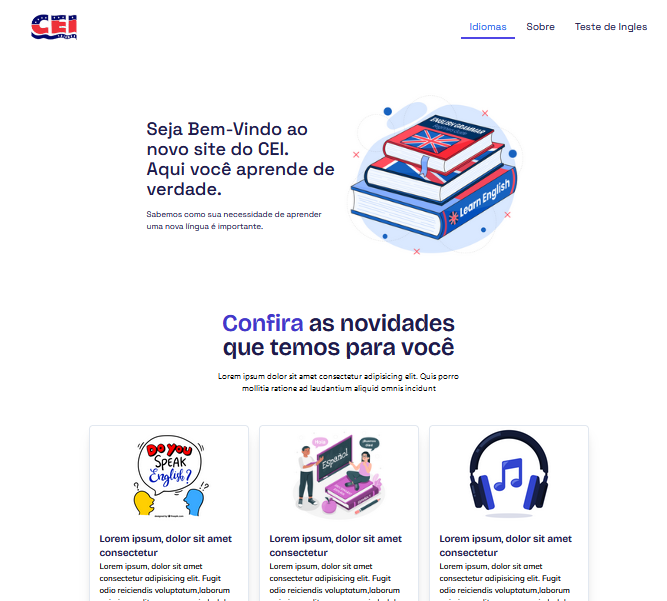 CEI
Idiomas Sobre Teste de Ingles
Seja Bem-Vindo ao
novo site do CEI.
Aqui você aprende de
verdade.
Sabemos como sua necessidade de aprender
uma nova língua é importante.
ENGLISH GRAMMAR
Learn English
Confira as novidades
que temos para você
Lorem ipsum dolor sit amet consectetur adipisicing elit. Quis porro
mollitia ratione ad laudantium aliquid omnis incidunt
DO YOU
SPEAK
English?
Español
Lorem ipsum, dolor sit amet
consectetur
Lorem ipsum, dolor sit amet
consectetur adipisicing elit. Fugit
odio reiciendis voluptatum,laborum
Lorem ipsum, dolor sit amet
consectetur
Lorem ipsum, dolor sit amet
consectetur adipisicing elit. Fugit
odio reiciendis voluptatum,laborum
Lorem ipsum, dolor sit amet
consectetur
Lorem ipsum, dolor sit amet
consectetur adipisicing elit. Fugit
odio reiciendis voluptatum,laborum